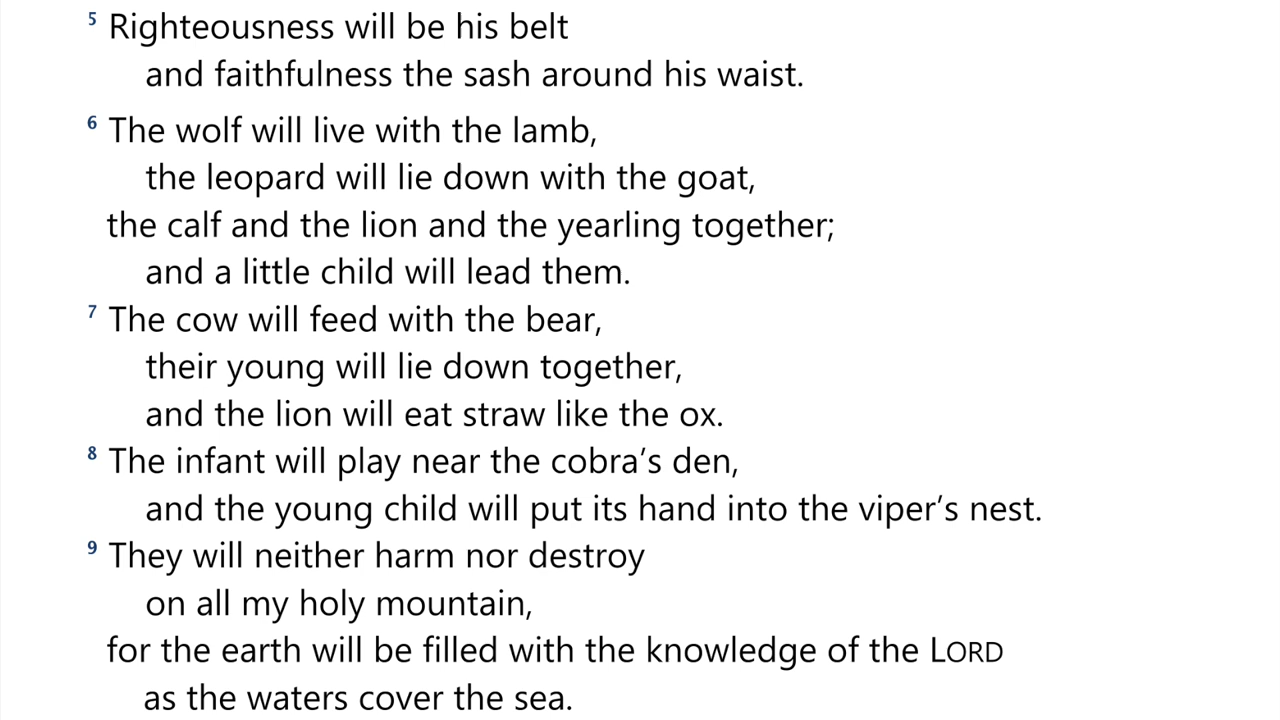 5 Righteousness will be his belt
and faithfulness the sash around his waist.
6 The wolf will live with the lamb,
the leopard will lie down with the goat,
the calf and the lion and the yearling together;
and a little child will lead them.
7 The cow will feed with the bear,
their young will lie down together,
and the lion will eat straw like the ox.
8 The infant will play near the cobra’s den,
and the young child will put its hand into the viper’s nest.
9 They will neither harm nor destroy
on all my holy mountain,
for the earth will be filled with the knowledge of the LORD
as the waters cover the sea.